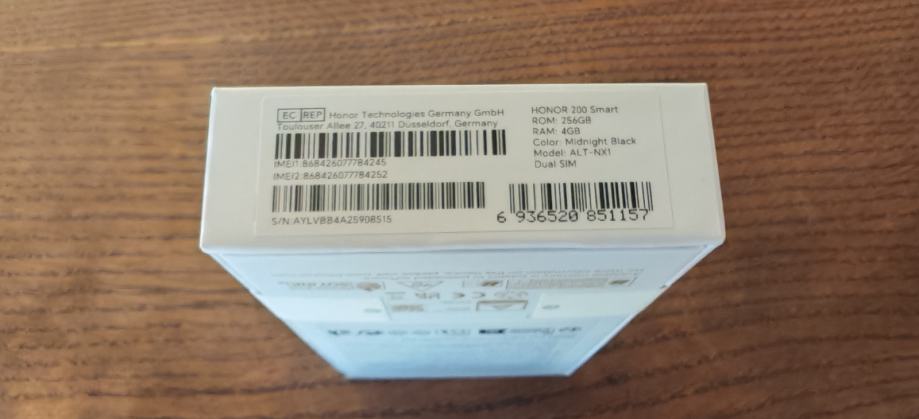 EC REP Honor Technologies Germany GmbH
Toulouser Allee 27, 40211 Düsseldorf, Germany
IMEI1:868426077784245
IMEI2:868426077784252
S/N:AYLVBB4A25908515
HONOR 200 Smart
ROM: 256GB
RAM: 4GB
Color: Midnight Black
Model: ALT-NX1
Dual SIM
6 936520 851157